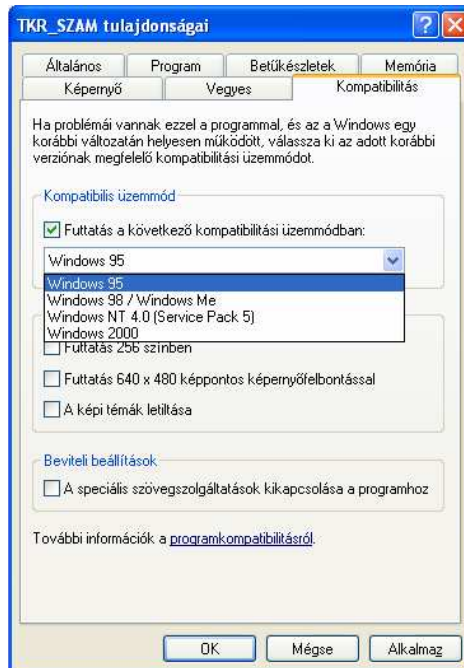 TKR_SZAM tulajdonságai
Általános Program Betűkészletek Memória
Képernyő Vegyes Kompatibilitás
Ha problémái vannak ezzel a programmal, és az a Windows egy
korábbi változatán helyesen működött, válassza ki az adott korábbi
verziónak megfelelő kompatibilitási üzemmódot.
Kompatibilis üzemmód
Futtatás a következő kompatibilitási üzemmódban:
Windows 95
Windows 95
Windows 98 / Windows Me
Windows NT 4.0 (Service Pack 5)
Windows 2000
Futtatás 256 színben
Futtatás 640 x 480 képpontos képernyőfelbontással
A képi témák letiltása
Beviteli beállítások
A speciális szövegszolgáltatások kikapcsolása a programhoz
További információk a programkompatibilitásról.
OK Mégse Alkalmaz